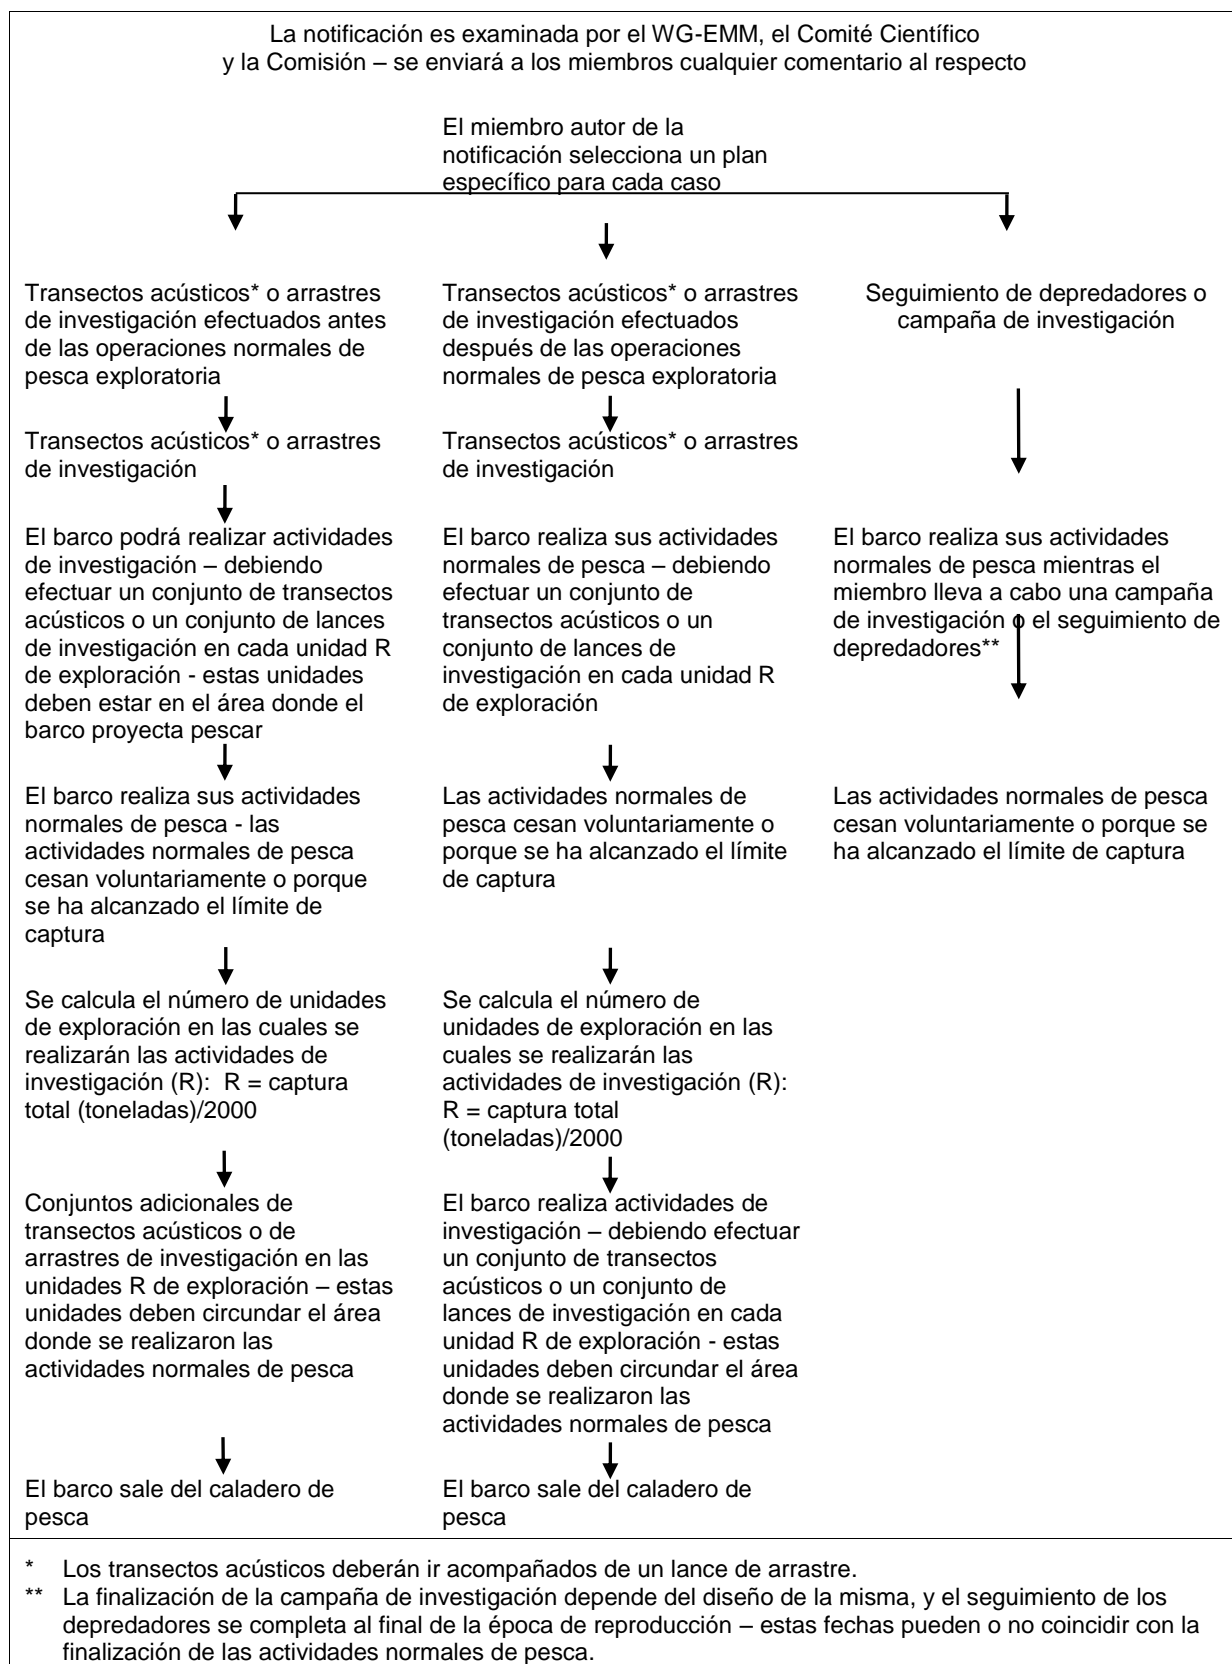 La notificación es examinada por el WG-EMM, el Comité Científico
y la Comisión – se enviará a los miembros cualquier comentario al respecto
El miembro autor de la
notificación selecciona un plan
específico para cada caso
Transectos acústicos* o arrastres
de investigación efectuados antes
de las operaciones normales de
pesca exploratoria
Transectos acústicos* o arrastres
de investigación
El barco podrá realizar actividades
de investigación – debiendo
efectuar un conjunto de transectos
acústicos o un conjunto de lances
de investigación en cada unidad R
de exploración - estas unidades
deben estar en el área donde el
barco proyecta pescar
El barco realiza sus actividades
normales de pesca - las
actividades normales de pesca
cesan voluntariamente o porque
se ha alcanzado el límite de
captura
Se calcula el número de unidades
de exploración en las cuales se
realizarán las actividades de
investigación (R): R = captura
total (toneladas)/2000
Conjuntos adicionales de
transectos acústicos o de
arrastres de investigación en las
unidades R de exploración – estas
unidades deben circundar el área
donde se realizaron las
actividades normales de pesca
El barco sale del caladero de
pesca
Transectos acústicos* o arrastres
de investigación efectuados
después de las operaciones
normales de pesca exploratoria
Transectos acústicos* o arrastres
de investigación
El barco realiza sus actividades
normales de pesca – debiendo
efectuar un conjunto de
transectos acústicos o un
conjunto de lances de
investigación en cada unidad R
de exploración
Las actividades normales de
pesca cesan voluntariamente o
porque se ha alcanzado el límite
de captura
Se calcula el número de
unidades de exploración en las
cuales se realizarán las
actividades de investigación (R):
R = captura total
(toneladas)/2000
El barco realiza actividades de
investigación – debiendo efectuar
un conjunto de transectos
acústicos o un conjunto de
lances de investigación en cada
unidad R de exploración - estas
unidades deben circundar el área
donde se realizaron las
actividades normales de pesca
El barco sale del caladero de
pesca
Seguimiento de depredadores o
campaña de investigación
El barco realiza sus actividades
normales de pesca mientras el
miembro lleva a cabo una campaña
de investigación o el seguimiento de
depredadores**
Las actividades normales de pesca
cesan voluntariamente o porque se
ha alcanzado el límite de captura
* Los transectos acústicos deberán ir acompañados de un lance de arrastre.
** La finalización de la campaña de investigación depende del diseño de la misma, y el seguimiento de los
depredadores se completa al final de la época de reproducción – estas fechas pueden o no coincidir con la
finalización de las actividades normales de pesca.